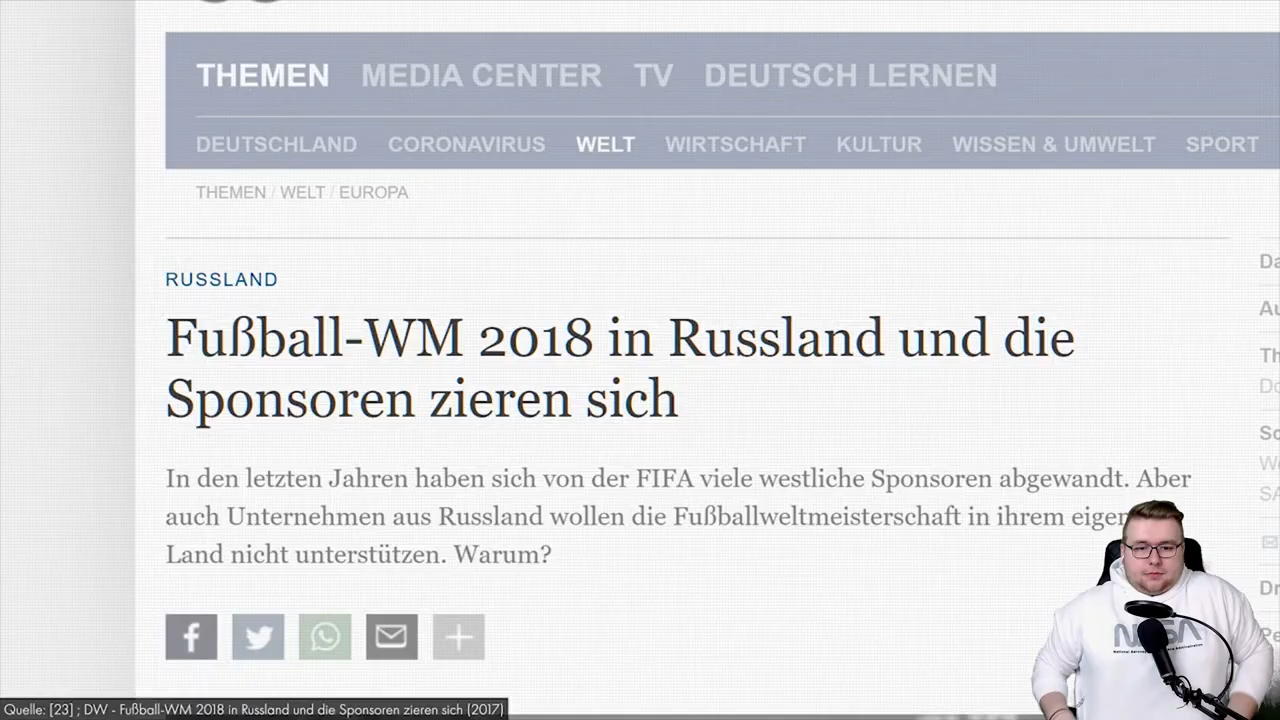 THEMEN MEDIA CENTER TV DEUTSCH LERNEN
DEUTSCHLAND CORONAVIRUS WELT WIRTSCHAFT KULTUR WISSEN & UMWELT SPORT
THEMEN / WELT / EUROPA
RUSSLAND
Fußball-WM 2018 in Russland und die
Sponsoren zieren sich
In den letzten Jahren haben sich von der FIFA viele westliche Sponsoren abgewandt. Aber
auch Unternehmen aus Russland wollen die Fußballweltmeisterschaft in ihrem
Land nicht unterstützen. Warum?
NASA
Quelle: [23] ; DW - Fußball-WM 2018 in Russland und die Sponsoren zieren sich (2017)